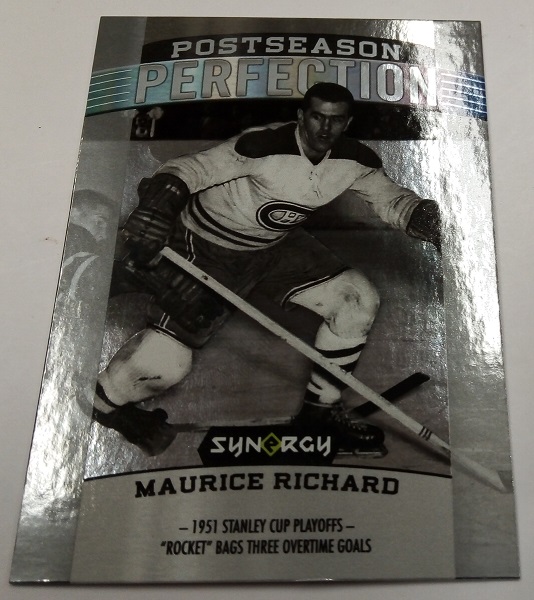 POSTSEASON
PERFECTION
SYNERGY
MAURICE RICHARD
– 1951 STANLEY CUP PLAYOFFS –
"ROCKET" BAGS THREE OVERTIME GOALS